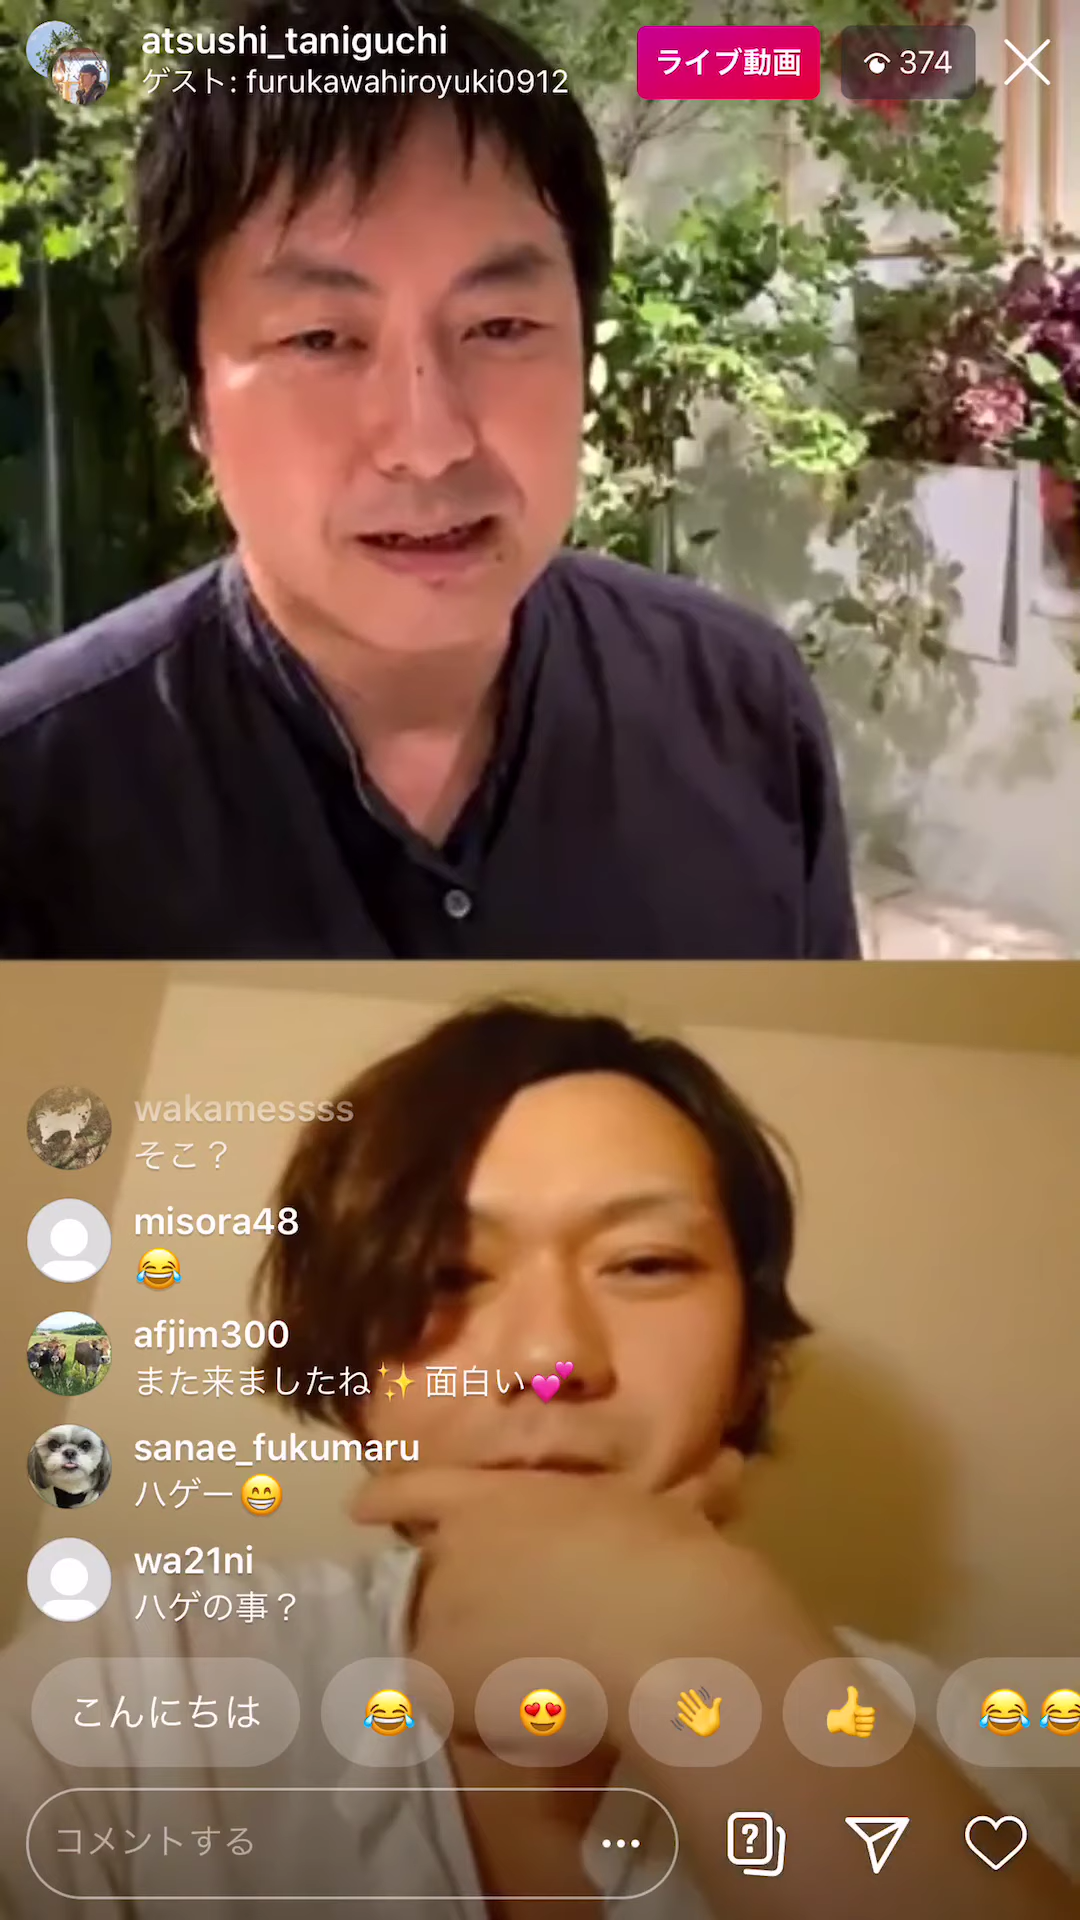 atsushi_taniguchi
ゲスト: furukawahiroyuki0912
ライブ動画
374
wakamessss
そこ？
misora48
😂
afjim300
また来ましたね✨面白い💕
sanae_fukumaru
ハゲー😁
wa21ni
ハゲの事？
こんにちは 😂 😍 👋 👍 😂😂
コメントする